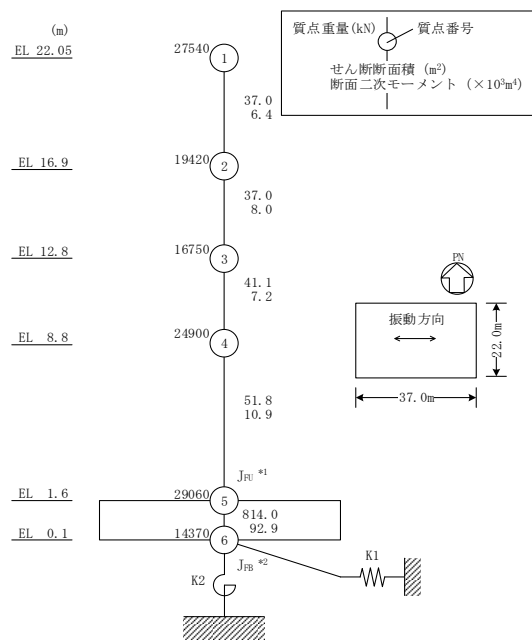 (m)
EL 22.05
27540
1
37.0
6.4
EL 16.9
19420
2
37.0
8.0
EL 12.8
16750
3
41.1
7.2
EL 8.8
24900
4
51.8
10.9
JFU *1
EL 1.6
29060
5
814.0
92.9
EL 0.1
14370
6
JFB *2
K2
K1
質点重量(kN)
質点番号
せん断断面積 (m²)
断面二次モーメント (×10³m⁴)
PN
振動方向
22.0m
37.0m